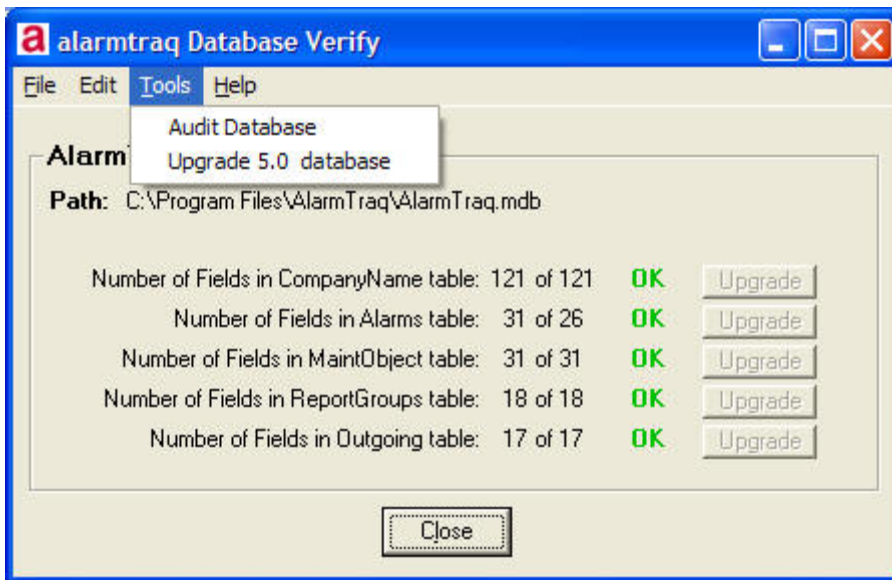 a alarmtraq Database Verify
File Edit Tools Help
Audit Database
Upgrade 5.0 database
Alarm
Path: C:\Program Files\AlarmTraq\AlarmTraq.mdb
Number of Fields in CompanyName table: 121 of 121 OK Upgrade
Number of Fields in Alarms table: 31 of 26 OK Upgrade
Number of Fields in MaintObject table: 31 of 31 OK Upgrade
Number of Fields in ReportGroups table: 18 of 18 OK Upgrade
Number of Fields in Outgoing table: 17 of 17 OK Upgrade
Close